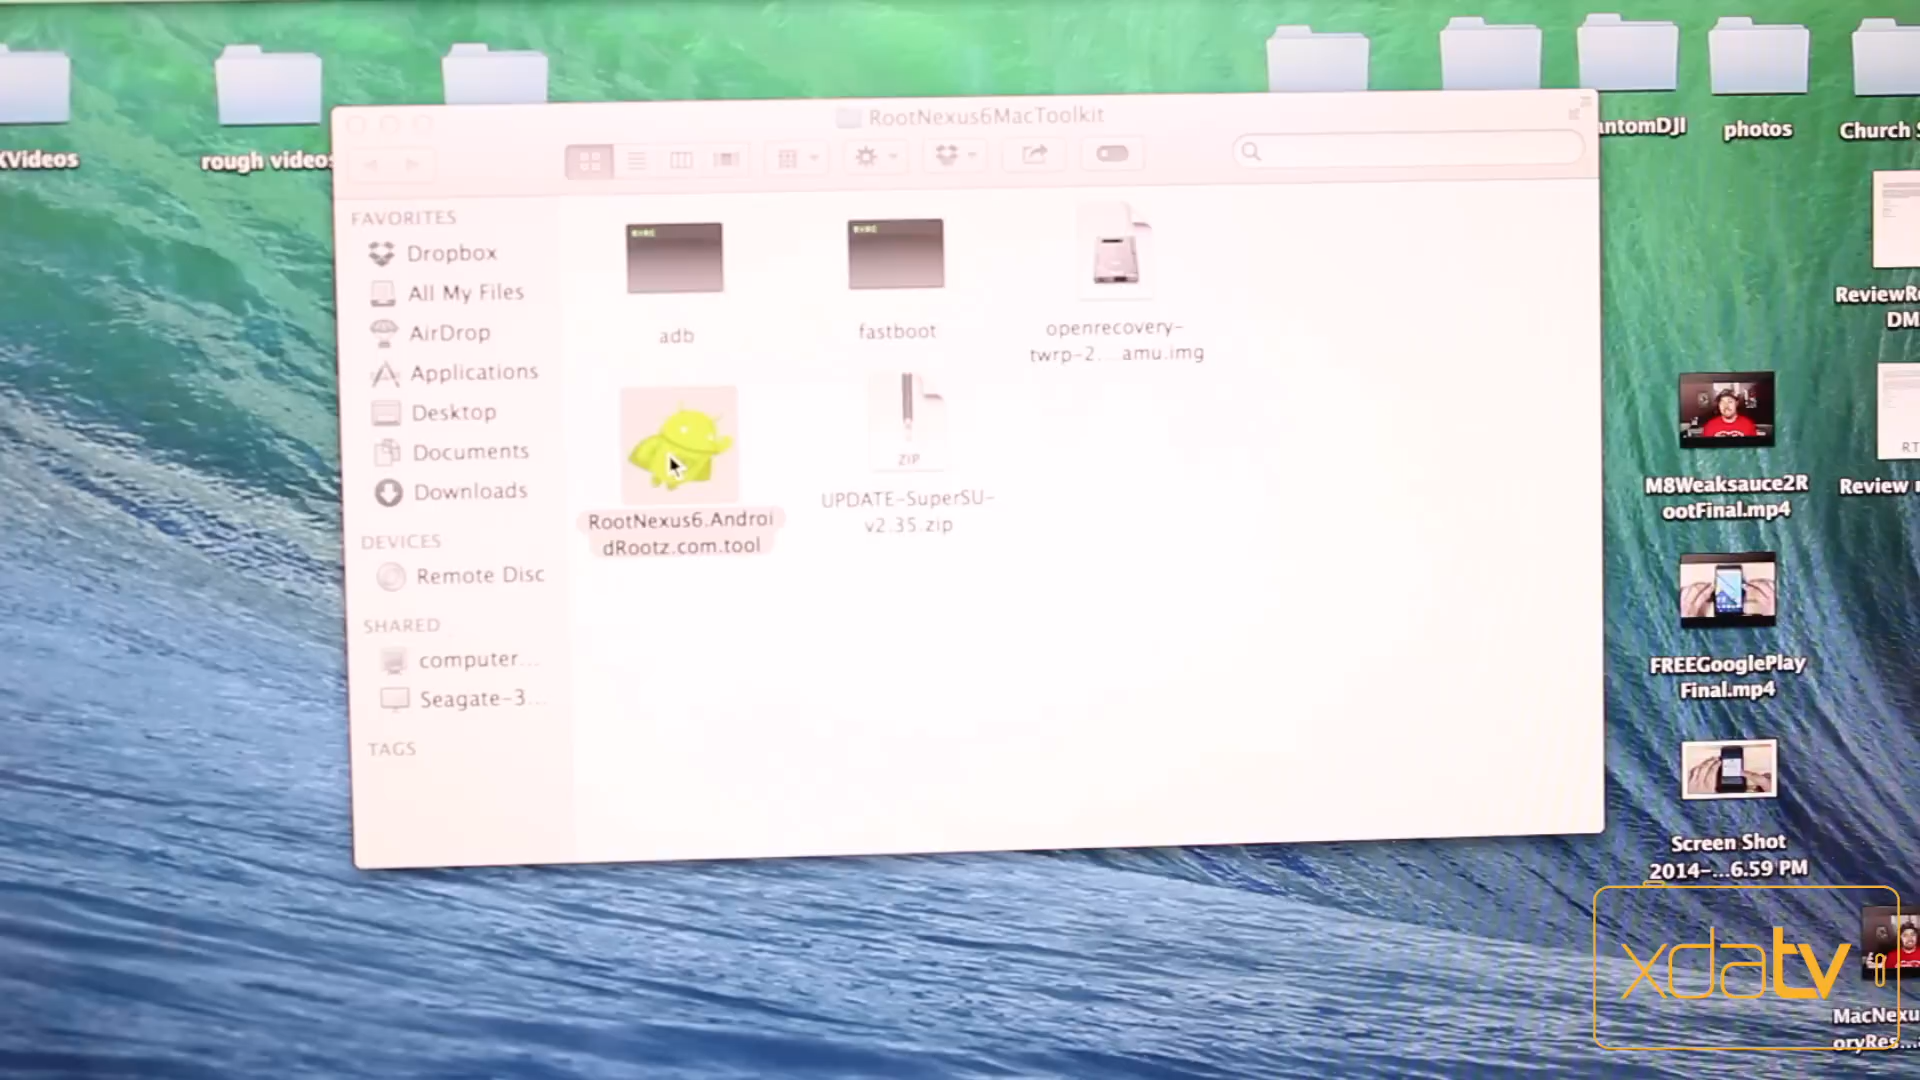 RootNexus6MacToolkit
FAVORITES
Dropbox
All My Files
AirDrop
Applications
Desktop
Documents
Downloads
DEVICES
Remote Disc
SHARED
computer...
Seagate-3...
TAGS
adb
fastboot
openrecovery-
twrp-2....amu.img
RootNexus6.Androi
dRootz.com.tool
ZIP
UPDATE-SuperSU-
v2.35.zip
XVideos
rough videos
ntomDJI
photos
Church
ReviewR
DM
M8Weaksauce2R
ootFinal.mp4
RT
Review
FREEGooglePlay
Final.mp4
Screen Shot
2014-...6.59 PM
xdatv
MacNexu
oryRes...